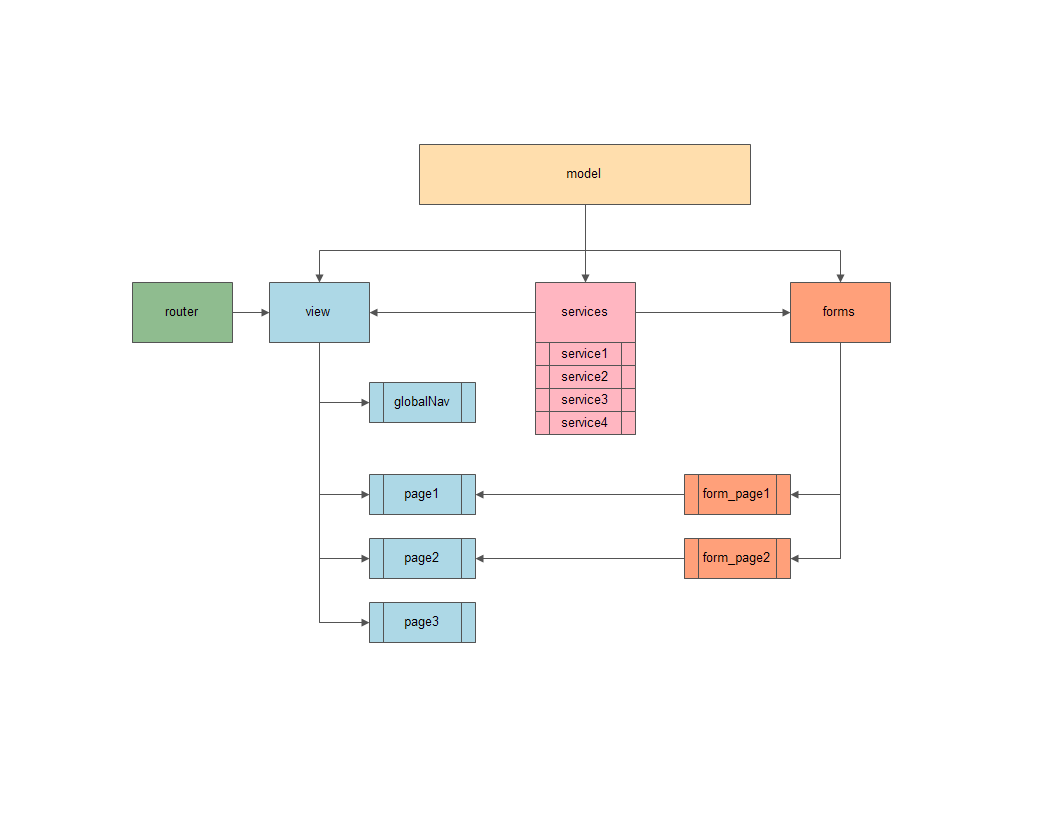 model
router
view
services
forms
service1
service2
service3
service4
globalNav
page1
form_page1
page2
form_page2
page3